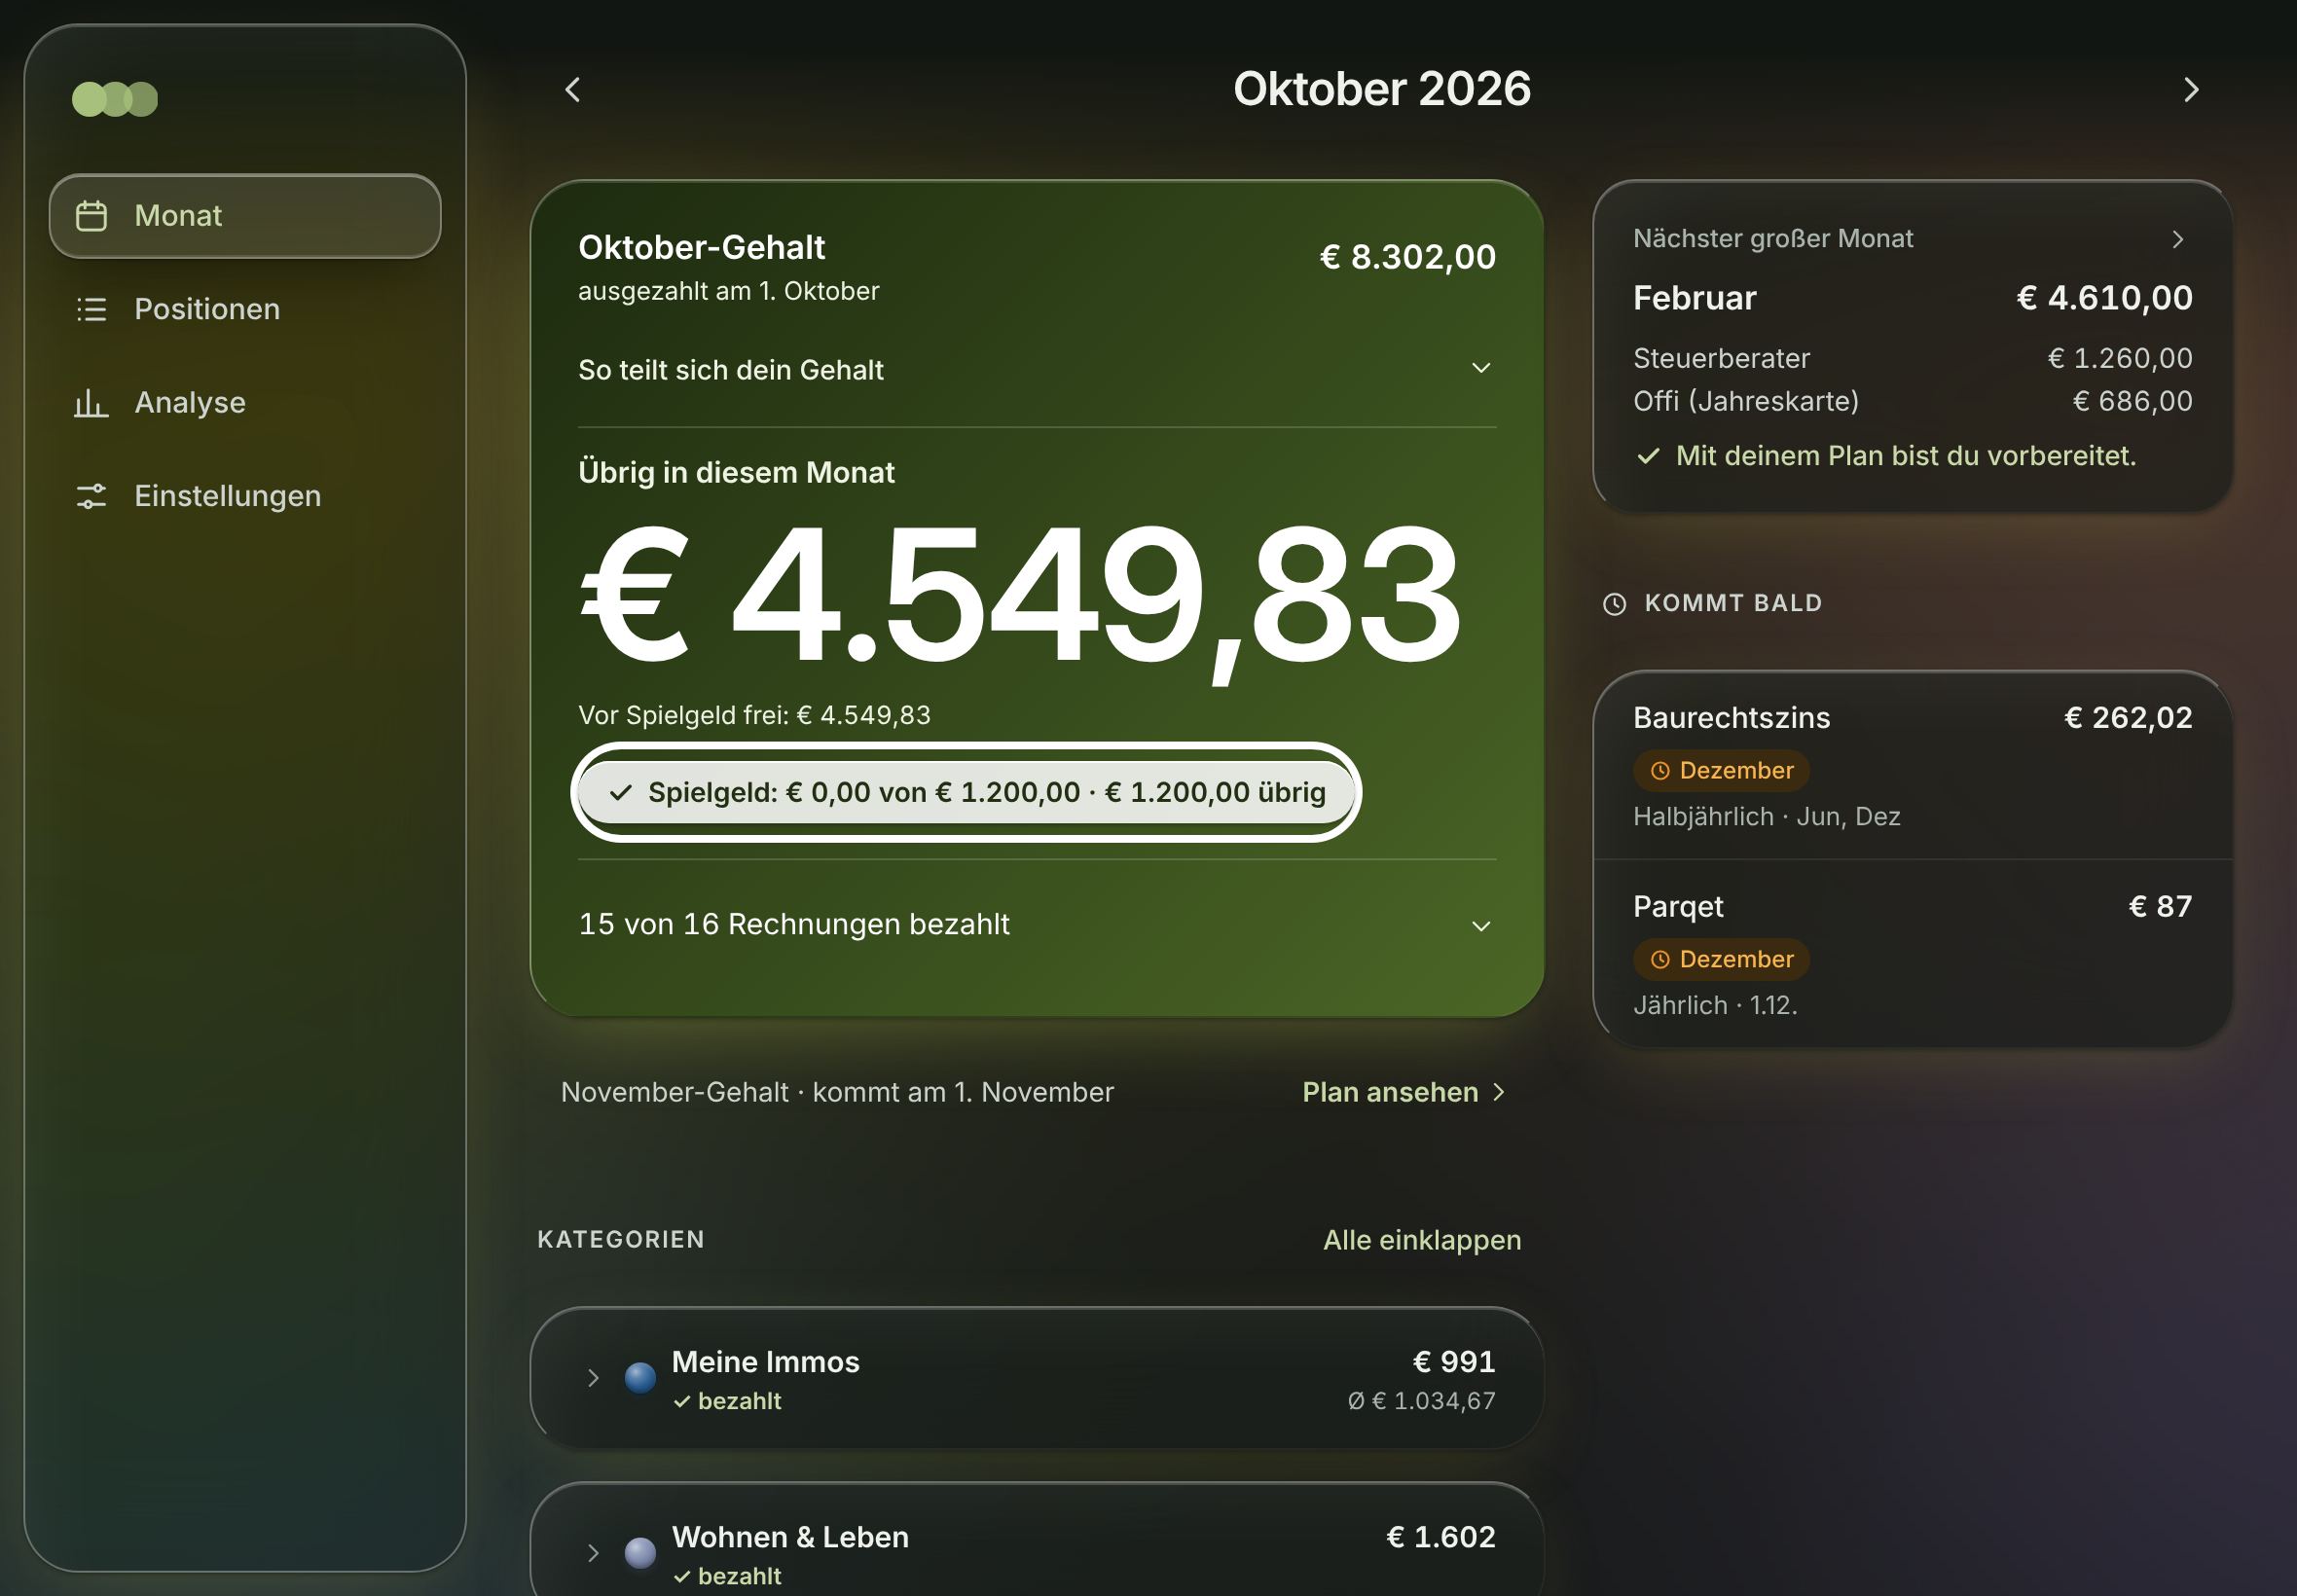 Oktober 2026
Monat
Positionen
Analyse
Einstellungen
Oktober-Gehalt
€ 8.302,00
ausgezahlt am 1. Oktober
So teilt sich dein Gehalt
Übrig in diesem Monat
€ 4.549,83
Vor Spielgeld frei: € 4.549,83
Spielgeld: € 0,00 von € 1.200,00 · € 1.200,00 übrig
15 von 16 Rechnungen bezahlt
November-Gehalt · kommt am 1. November
Plan ansehen
KATEGORIEN
Alle einklappen
Meine Immos
€ 991
bezahlt
Ø € 1.034,67
Wohnen & Leben
€ 1.602
bezahlt
Nächster großer Monat
Februar
€ 4.610,00
Steuerberater
€ 1.260,00
Offi (Jahreskarte)
€ 686,00
Mit deinem Plan bist du vorbereitet.
KOMMT BALD
Baurechtszins
€ 262,02
Dezember
Halbjährlich · Jun, Dez
Parqet
€ 87
Dezember
Jährlich · 1.12.